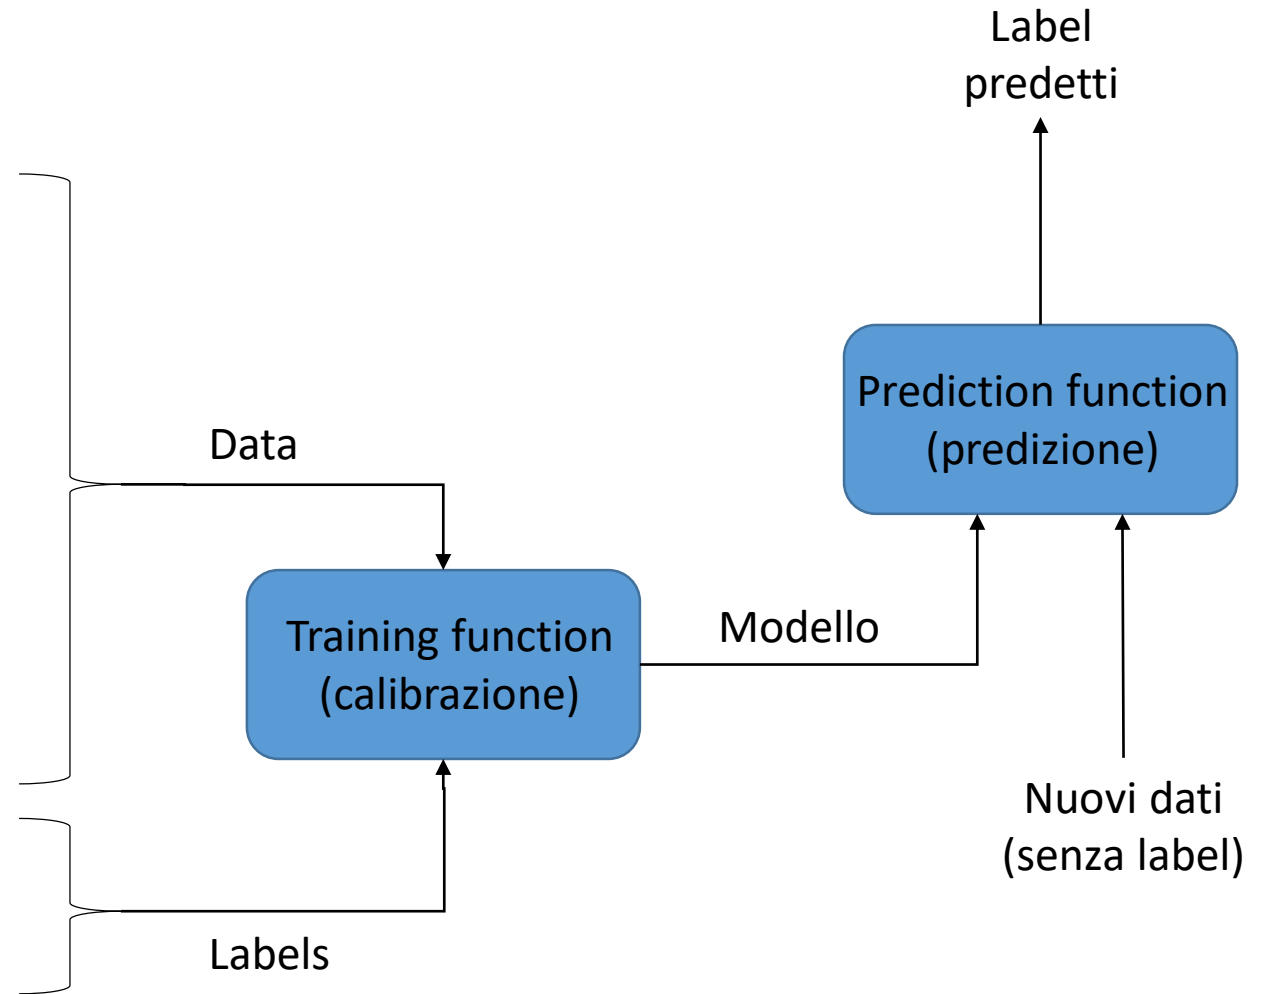 Label
predetti
Prediction function
(predizione)
Data
Training function
(calibrazione)
Modello
Nuovi dati
(senza label)
Labels